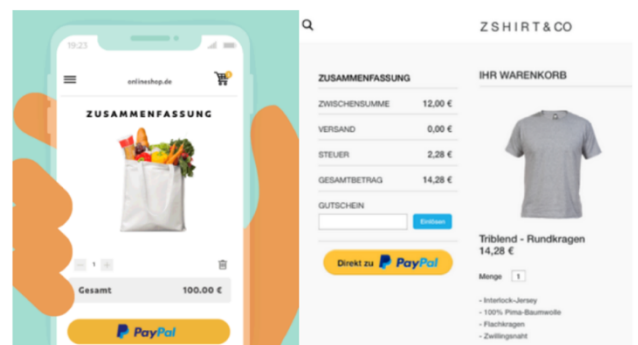 19:23
onlineshop.de
ZUSAMMENFASSUNG
- 1 +
Gesamt 100.00 €
PayPal
ZSHIRT&CO
ZUSAMMENFASSUNG
ZWISCHENSUMME 12,00 €
VERSAND 0,00 €
STEUER 2,28 €
GESAMTBETRAG 14,28 €
GUTSCHEIN
Einlösen
Direkt zu PayPal
IHR WARENKORB
Triblend - Rundkragen
14,28 €
Menge 1
- Interlock-Jersey
- 100% Pima-Baumwolle
- Flachkragen
- Zwillingsnaht